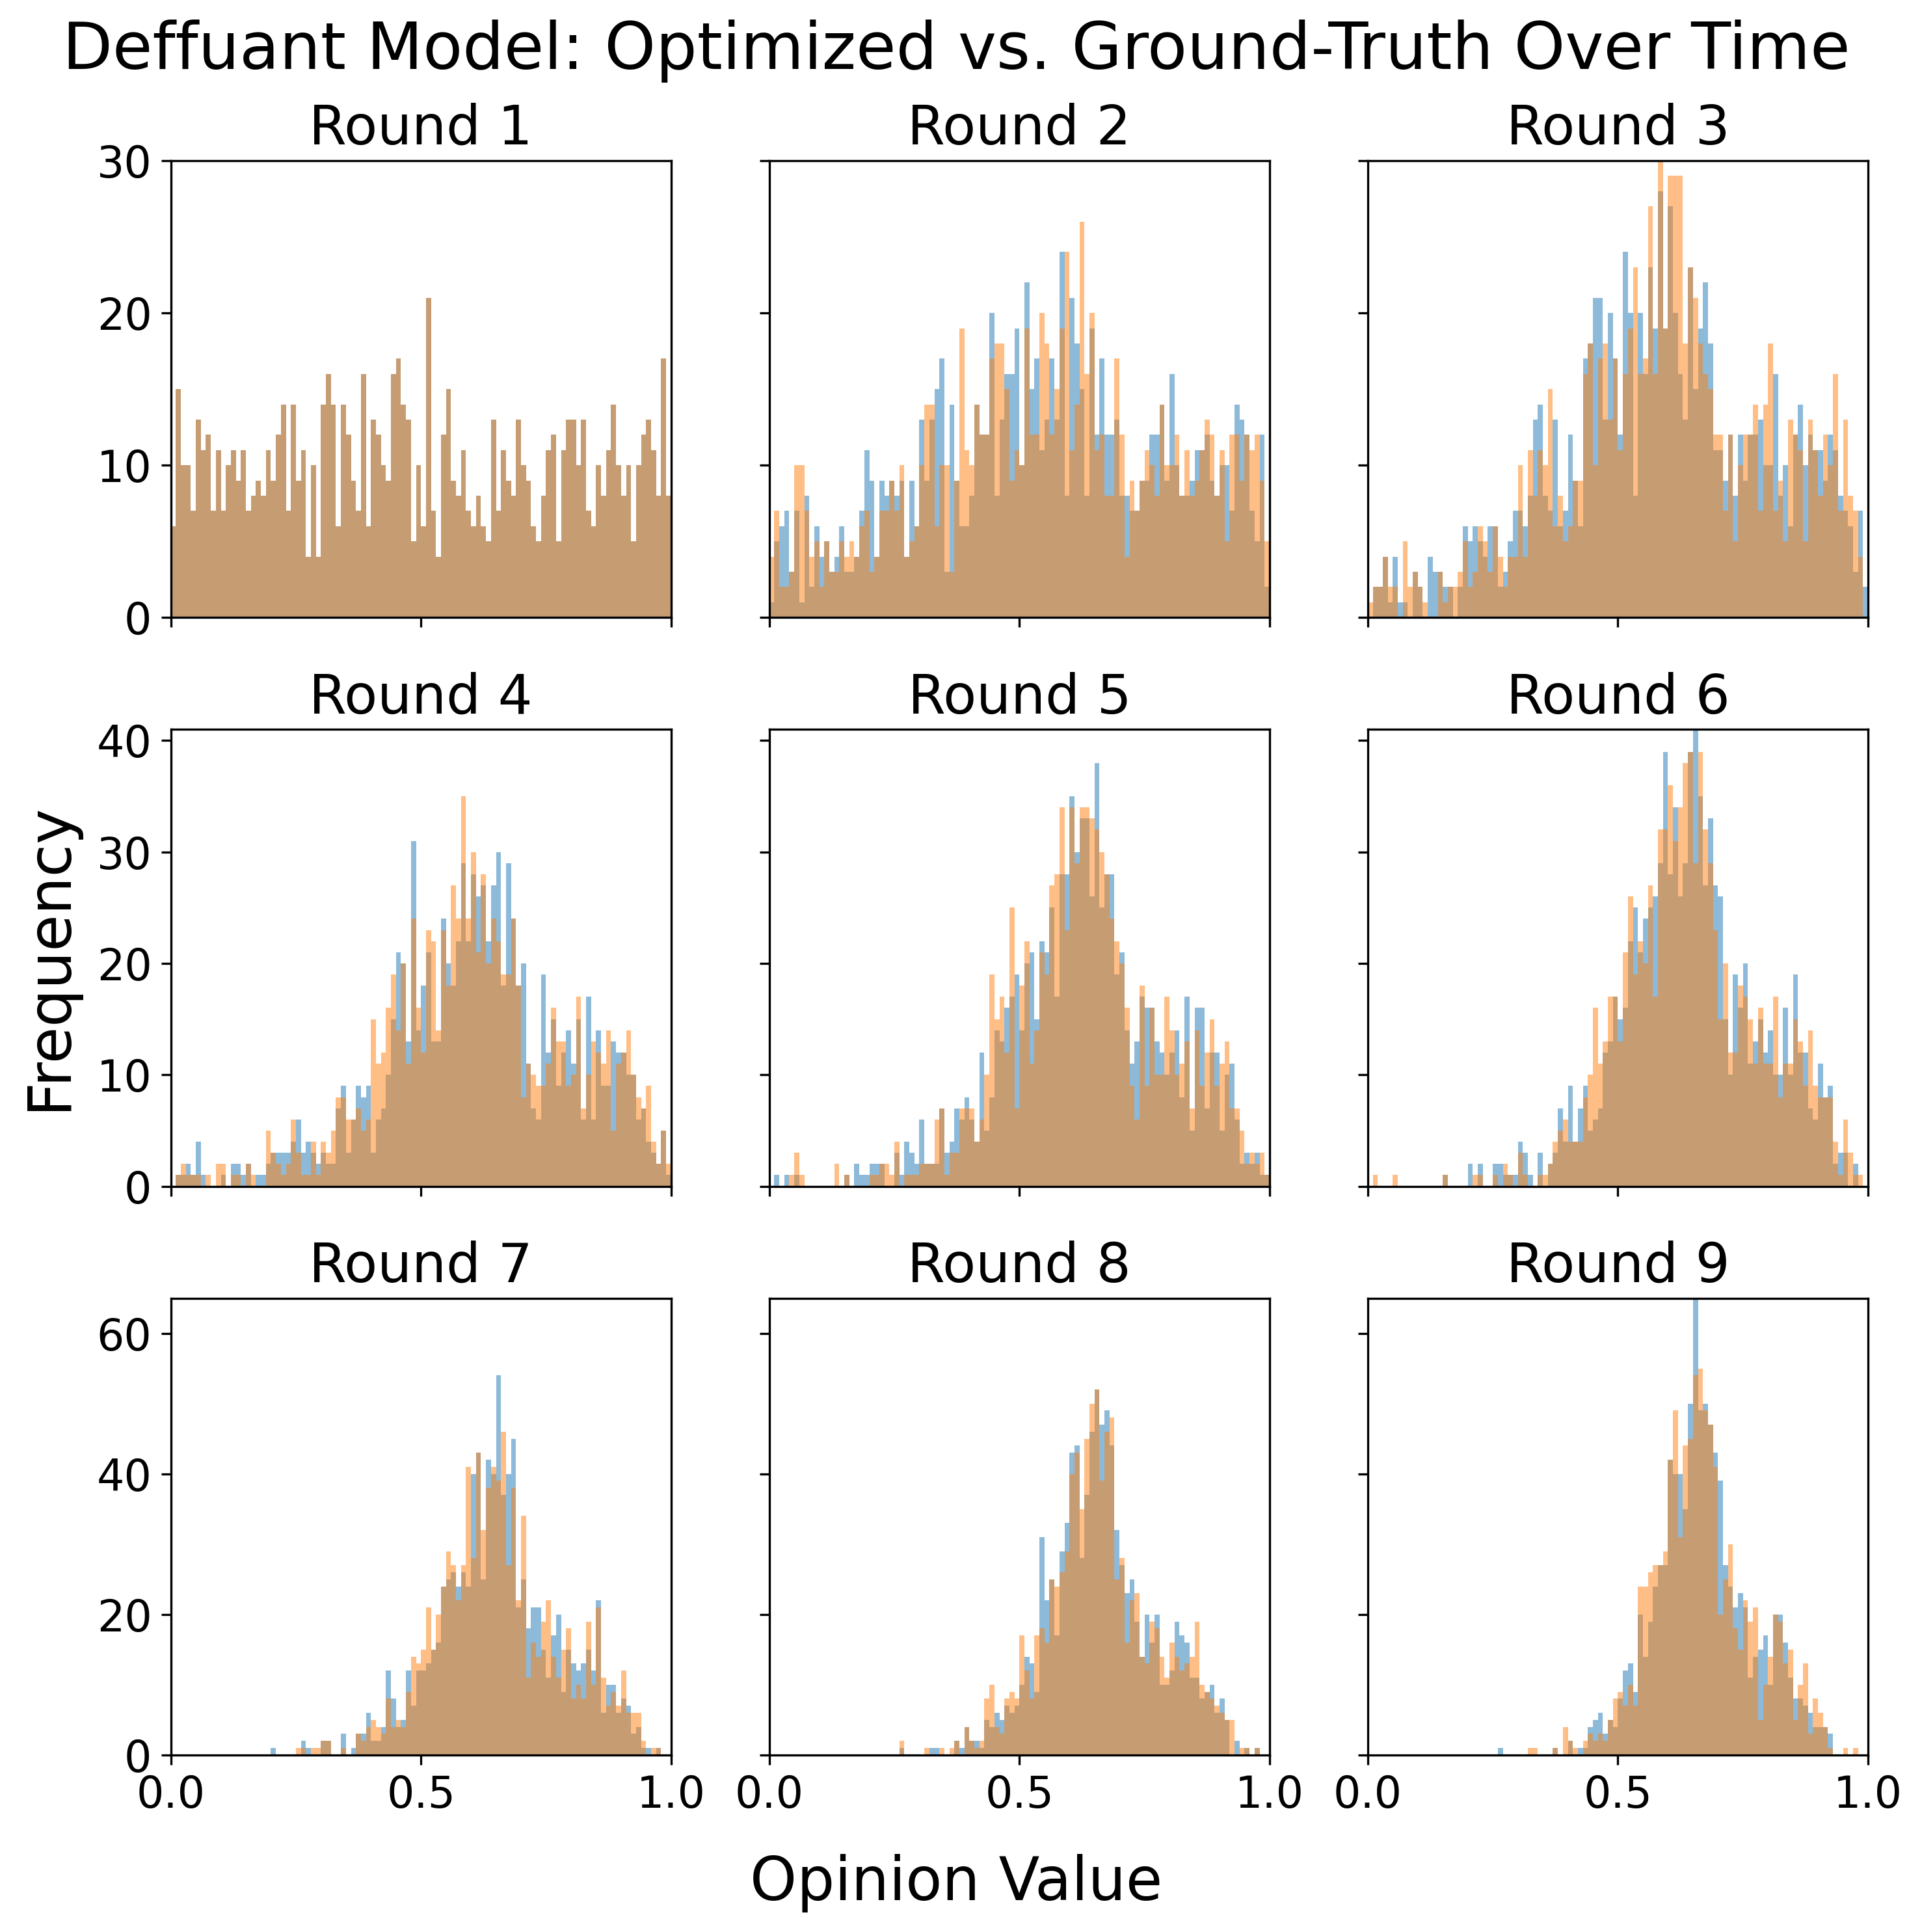 Deffuant Model: Optimized vs. Ground-Truth Over Time
Round 1
Round 2
Round 3
30
20
10
0
Round 4
Round 5
Round 6
40
30
20
10
0
Frequency
Round 7
Round 8
Round 9
60
40
20
0
0.0 0.5 1.0 0.0 0.5 1.0 0.0 0.5 1.0
Opinion Value